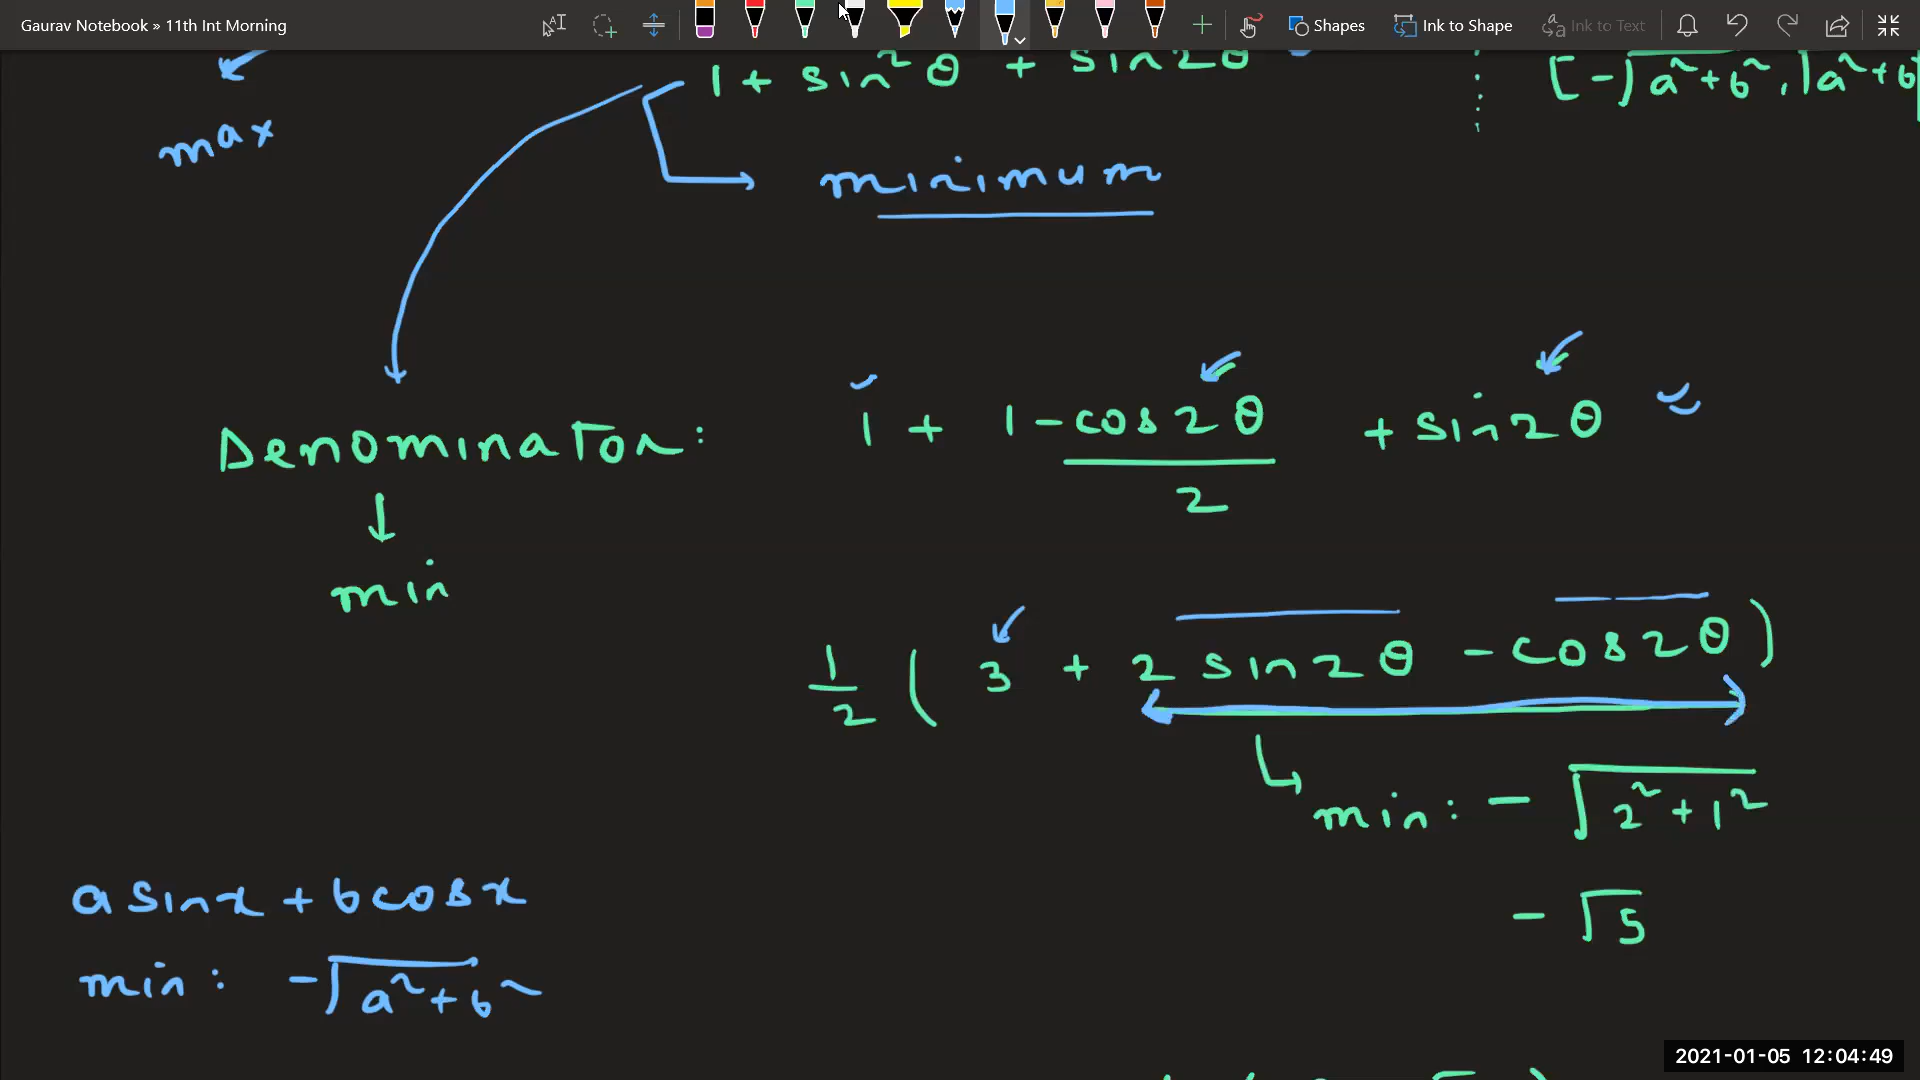 Gaurav Notebook » 11th Int Morning
Shapes
Ink to Shape
Ink to Text
1 + sin²θ + sin2θ
[-√a²+b², √a²+b²
max
minimum
Denominator: 1 + 1-cos2θ + sin2θ
2
min
1/2 ( 3 + 2 sin2θ - cos2θ )
min: - √2²+1²
asinx + bcosx
- √5
min: -√a²+b²
2021-01-05 12:04:49